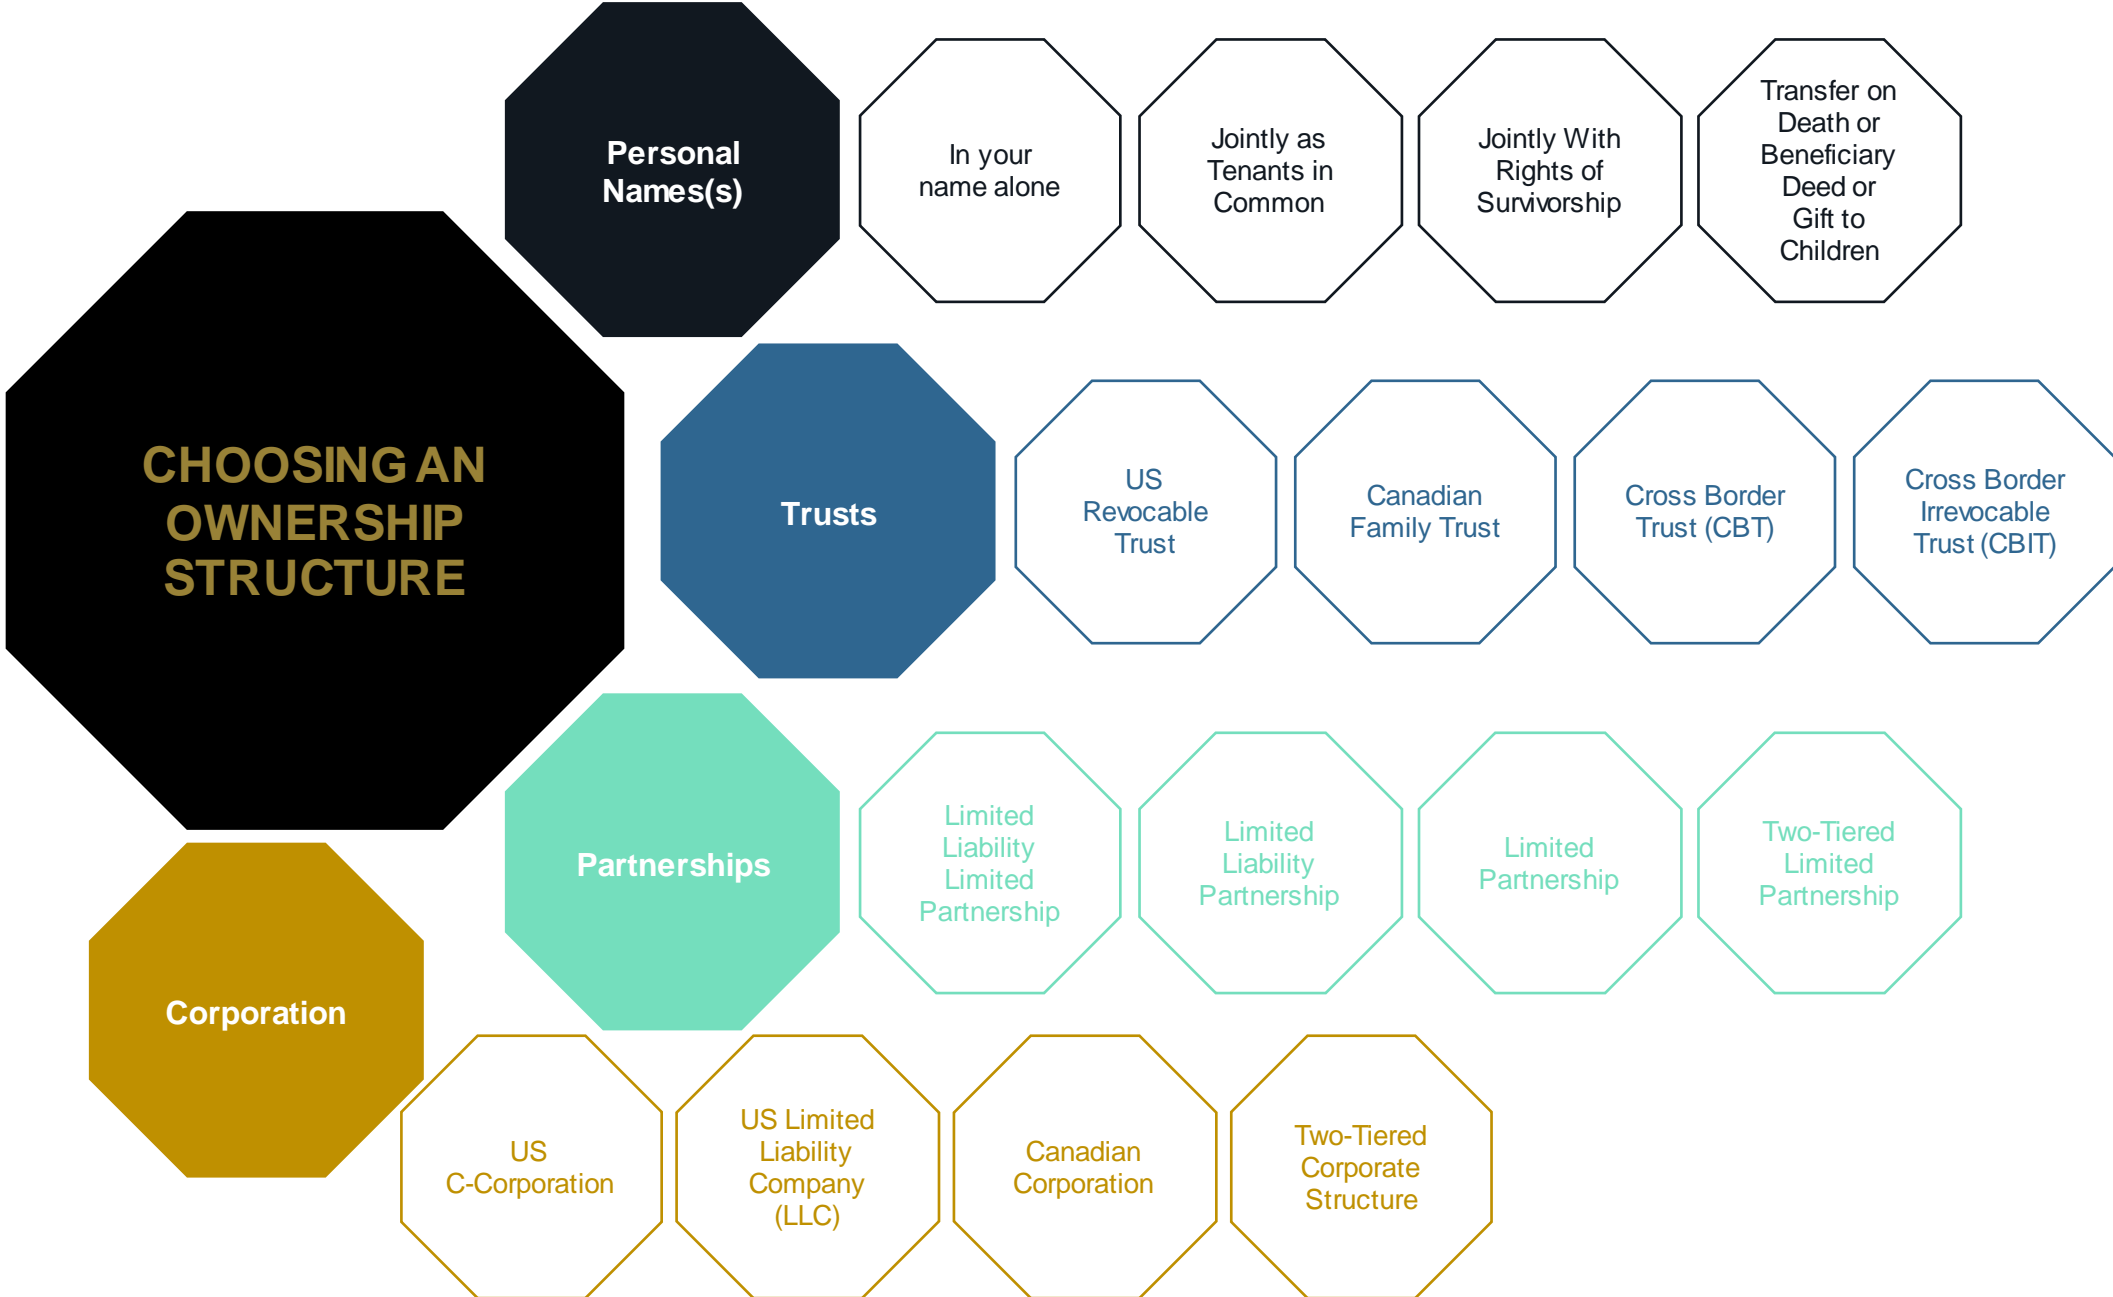 CHOOSING AN
OWNERSHIP
STRUCTURE
Personal
Names(s)
In your
name alone
Jointly as
Tenants in
Common
Jointly With
Rights of
Survivorship
Transfer on
Death or
Beneficiary
Deed or
Gift to
Children
Trusts
US
Revocable
Trust
Canadian
Family Trust
Cross Border
Trust (CBT)
Cross Border
Irrevocable
Trust (CBIT)
Partnerships
Limited
Liability
Limited
Partnership
Limited
Liability
Partnership
Limited
Partnership
Two-Tiered
Limited
Partnership
Corporation
US
C-Corporation
US Limited
Liability
Company
(LLC)
Canadian
Corporation
Two-Tiered
Corporate
Structure